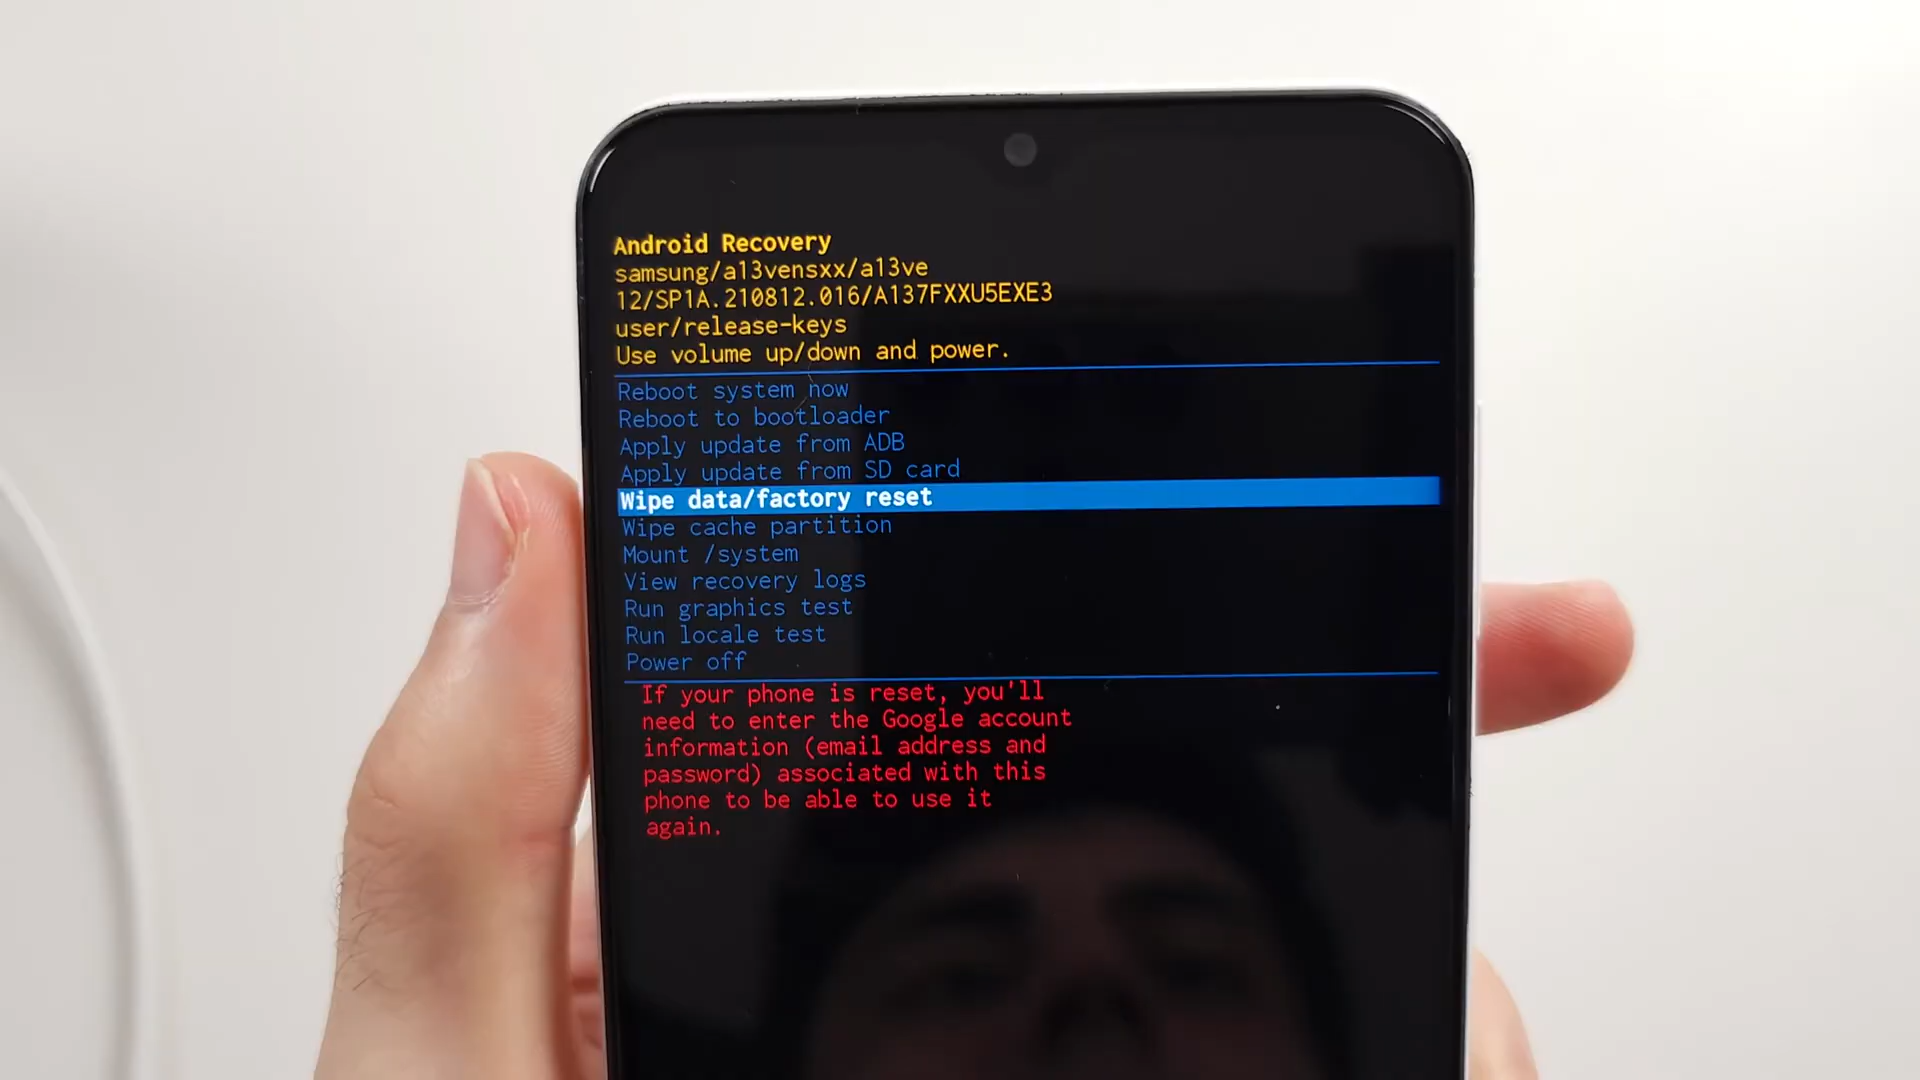 Android Recovery
samsung/a13vensxx/a13ve
12/SP1A.210812.016/A137FXXU5EXE3
user/release-keys
Use volume up/down and power.
Reboot system now
Reboot to bootloader
Apply update from ADB
Apply update from SD card
Wipe data/factory reset
Wipe cache partition
Mount /system
View recovery logs
Run graphics test
Run locale test
Power off
If your phone is reset, you'll
need to enter the Google account
information (email address and
password) associated with this
phone to be able to use it
again.